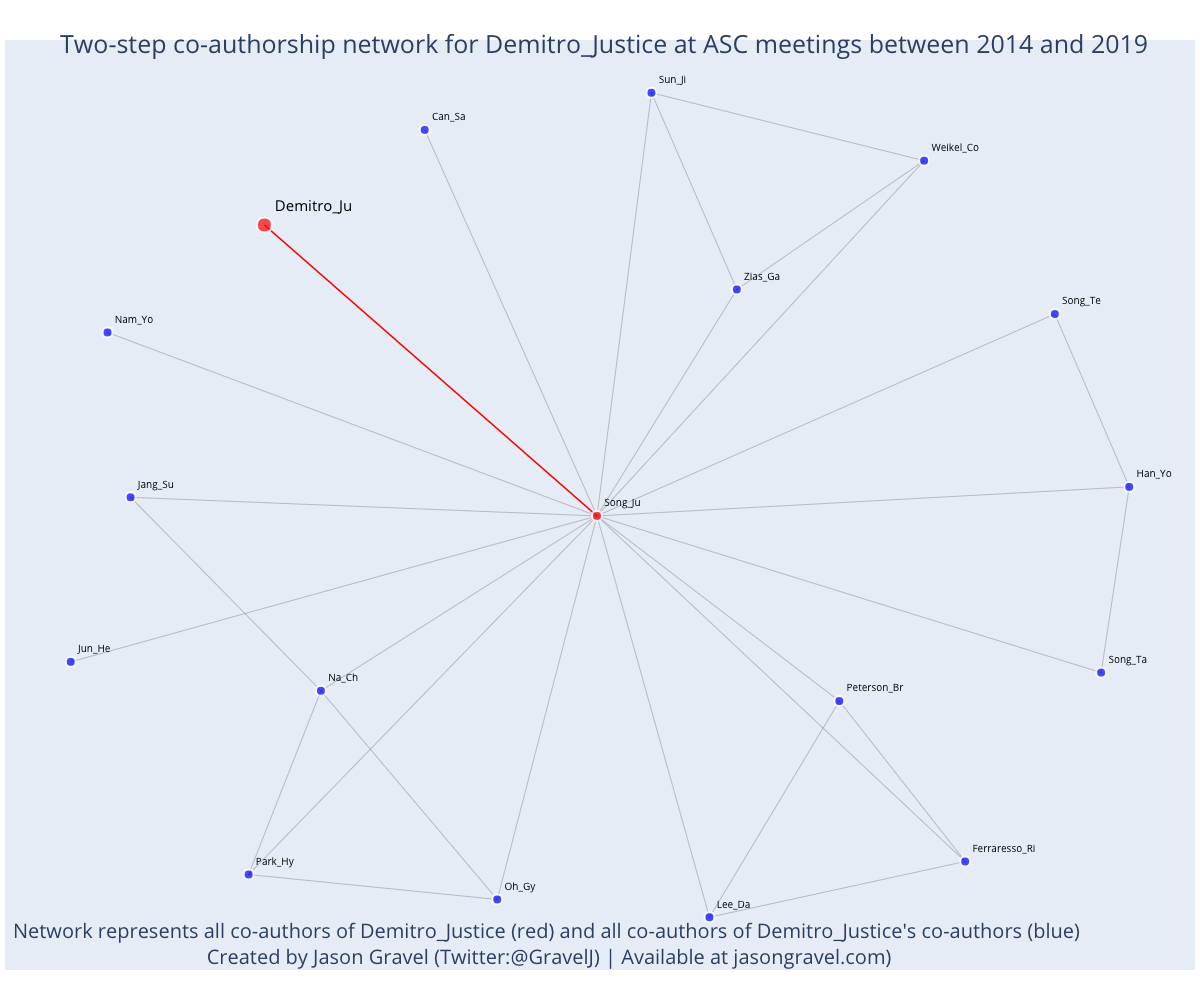 Two-step co-authorship network for Demitro_Justice at ASC meetings between 2014 and 2019
Sun_Ji
Can_Sa
Weikel_Co
Demitro_Ju
Zias_Ga
Song_Te
Nam_Yo
Han_Yo
Jang_Su
Song_Ju
Jun_He
Song_Ta
Na_Ch
Peterson_Br
Ferraresso_Ri
Park_Hy
Oh_Gy
Lee_Da
Network represents all co-authors of Demitro_Justice (red) and all co-authors of Demitro_Justice's co-authors (blue)
Created by Jason Gravel (Twitter:@GravelJ) | Available at jasongravel.com)